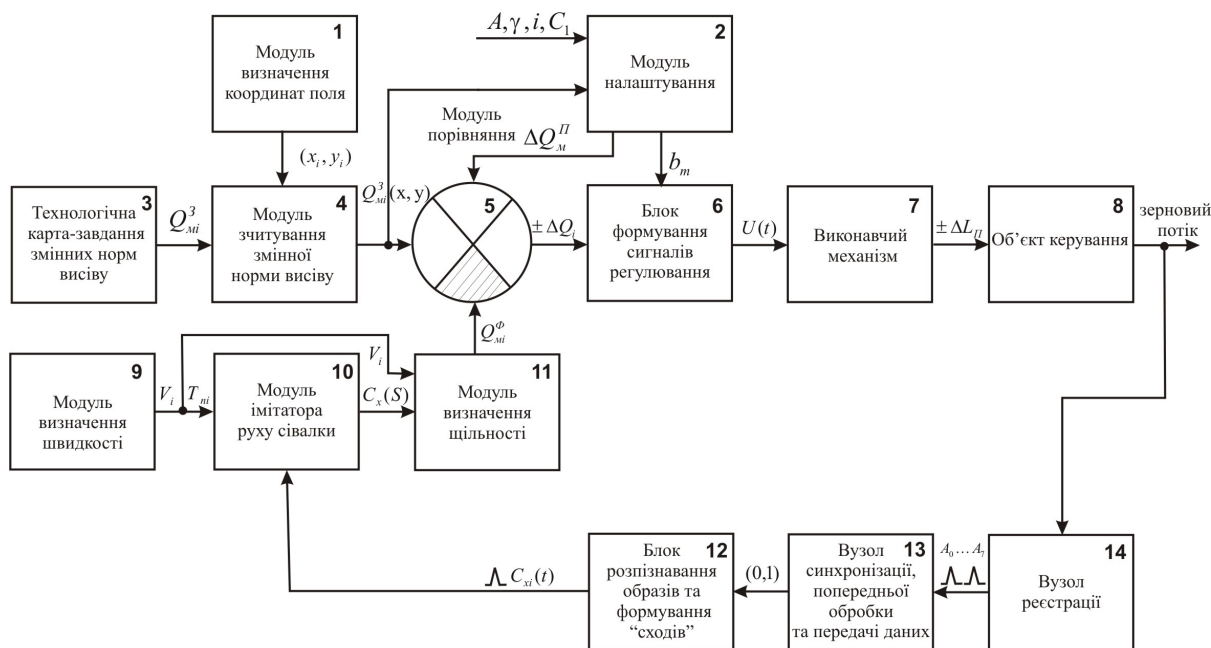 1
Модуль
визначення
координат поля
A, γ, i, C₁
2
Модуль
налаштування
Модуль
порівняння
ΔQ_м^П
(x_i, y_i)
b_m
3
Технологічна
карта-завдання
змінних норм
висіву
Q_мі^З
4
Модуль
зчитування
змінної
норми висіву
Q_мі^З(x, y)
5
± ΔQ_i
6
Блок
формування
сигналів
регулювання
U(t)
7
Виконавчий
механізм
± ΔL_П
8
Об’єкт керування
зерновий
потік
Q_мі^Ф
9
Модуль
визначення
швидкості
V_i
T_ni
10
Модуль
імітатора
руху сівалки
V_i
C_x(S)
11
Модуль
визначення
щільності
C_xi(t)
12
Блок
розпізнавання
образів та
формування
“сходів”
(0,1)
13
Вузол
синхронізації,
попередньої
обробки
та передачі даних
A₀…A₇
14
Вузол
реєстрації